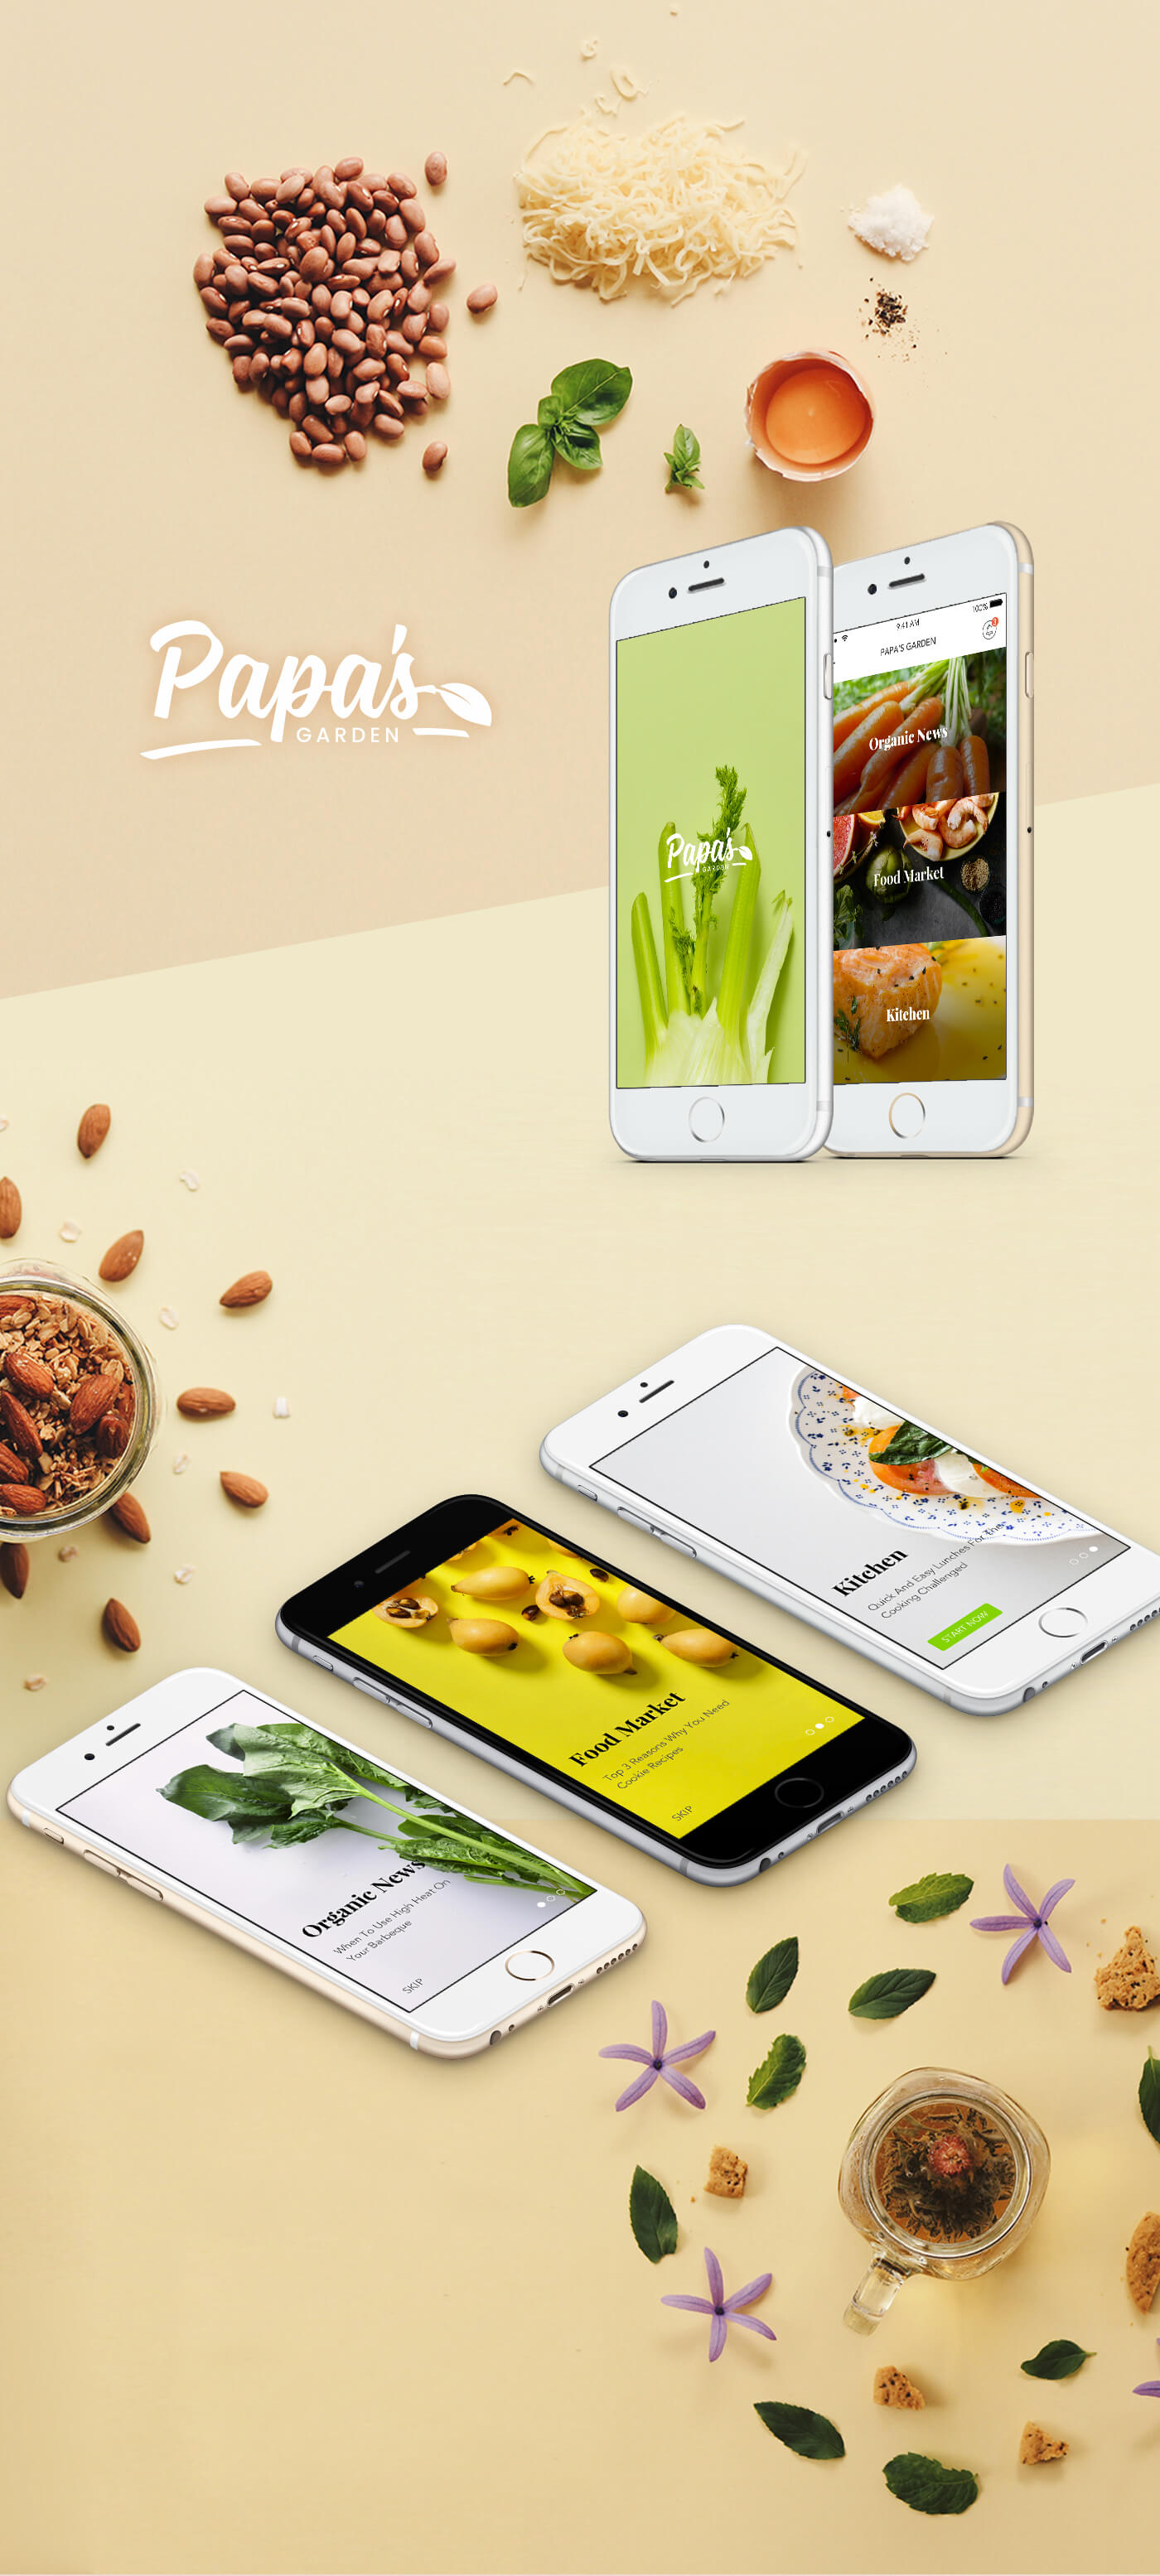 Papa's
GARDEN
Papa's
GARDEN
9:41 AM
100%
PAPA'S GARDEN
Organic News
Food Market
Kitchen
Kitchen
Quick And Easy Lunches For
Cooking Challenged
START NOW
Food Market
Top 3 Reasons Why You Need
Cookie Recipes
SKIP
Organic News
When To Use High Heat On
Your Barbeque
SKIP